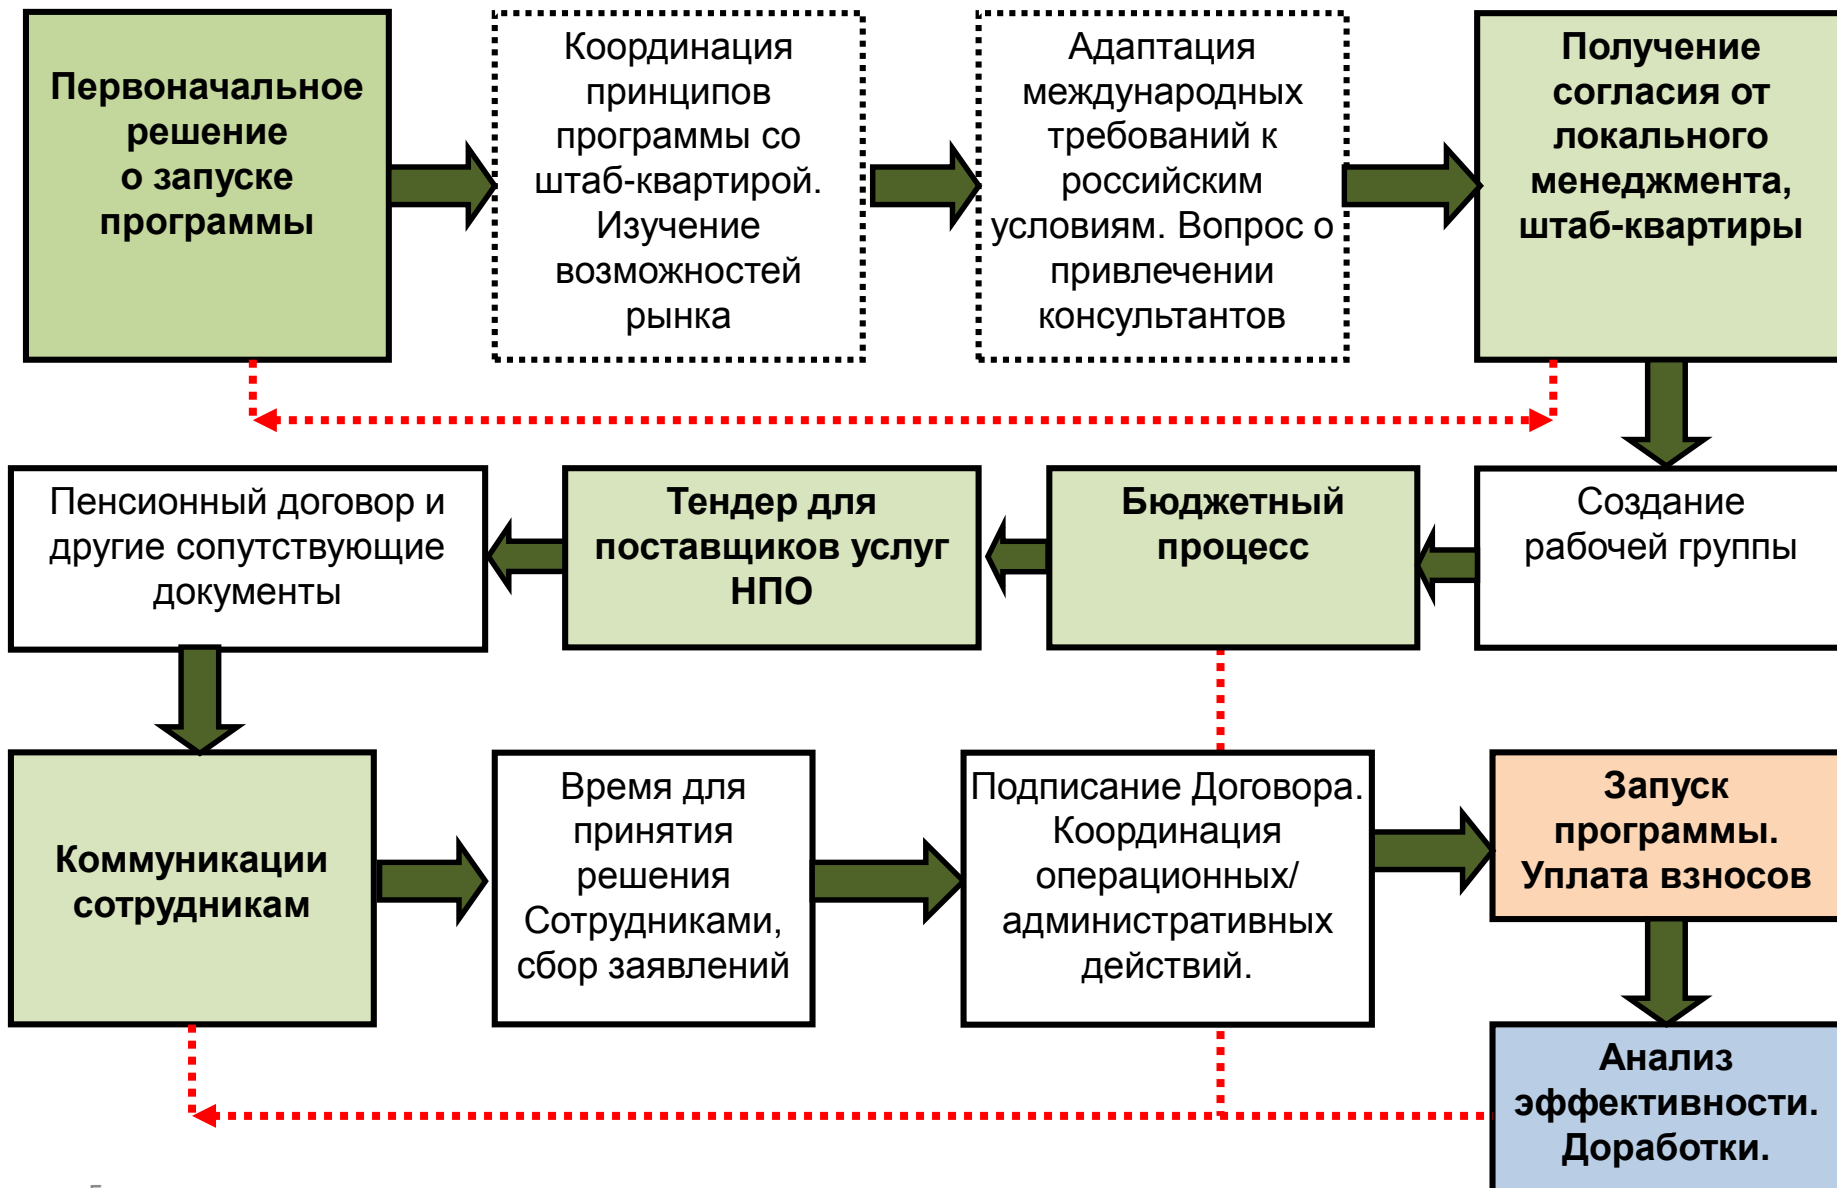 Первоначальное
решение
о запуске
программы
Координация
принципов
программы со
штаб-квартирой.
Изучение
возможностей
рынка
Адаптация
международных
требований к
российским
условиям. Вопрос о
привлечении
консультантов
Получение
согласия от
локального
менеджмента,
штаб-квартиры
Пенсионный договор и
другие сопутствующие
документы
Тендер для
поставщиков услуг
НПО
Бюджетный
процесс
Создание
рабочей группы
Коммуникации
сотрудникам
Время для
принятия
решения
Сотрудниками,
сбор заявлений
Подписание Договора.
Координация
операционных/
административных
действий.
Запуск
программы.
Уплата взносов
Анализ
эффективности.
Доработки.